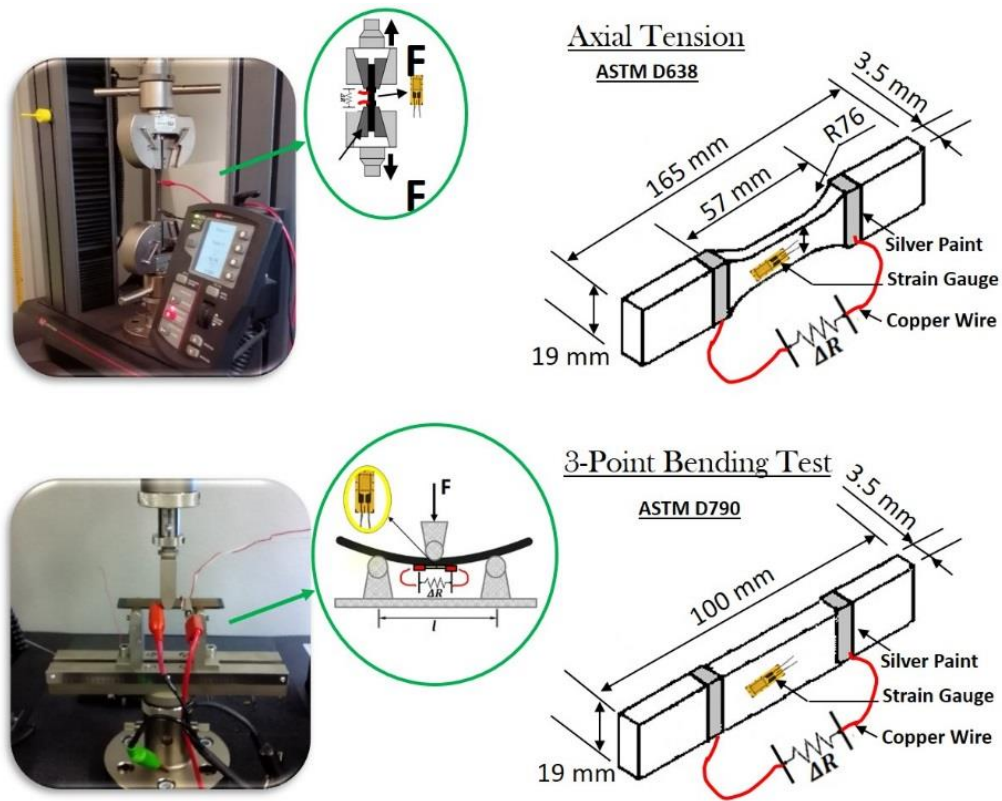 F
F
Axial Tension
ASTM D638
3.5 mm
R76
165 mm
57 mm
19 mm
Silver Paint
Strain Gauge
Copper Wire
ΔR
F
ΔR
l
3-Point Bending Test
ASTM D790
3.5 mm
100 mm
19 mm
Silver Paint
Strain Gauge
Copper Wire
ΔR